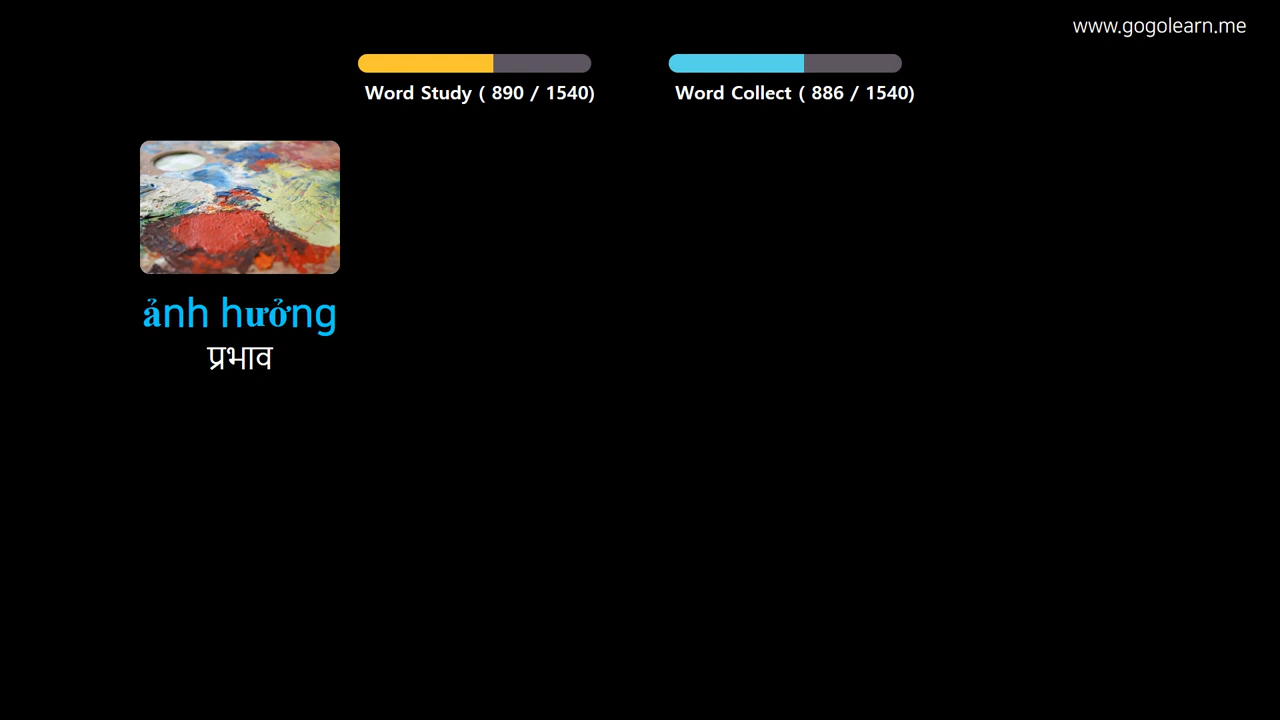 www.gogolearn.me
Word Study ( 890 / 1540)
Word Collect ( 886 / 1540)
ảnh hưởng
प्रभाव